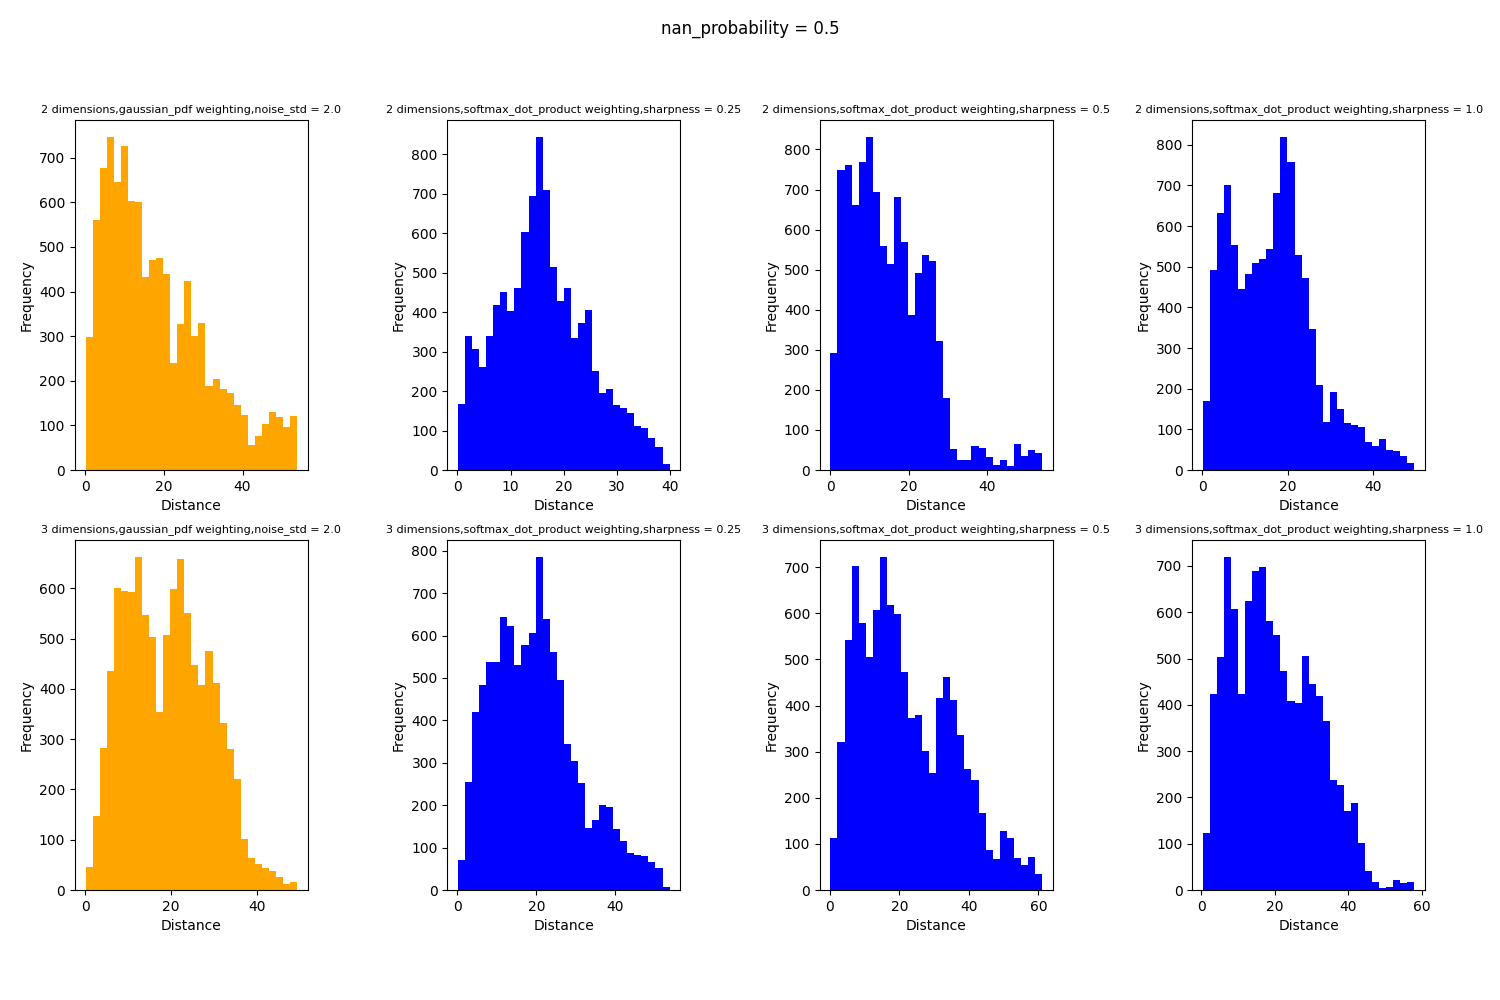 nan_probability = 0.5
2 dimensions,gaussian_pdf weighting,noise_std = 2.0
2 dimensions,softmax_dot_product weighting,sharpness = 0.25
2 dimensions,softmax_dot_product weighting,sharpness = 0.5
2 dimensions,softmax_dot_product weighting,sharpness = 1.0
Frequency
700
600
500
400
300
200
100
0
0 20 40
Distance
Frequency
800
700
600
500
400
300
200
100
0
0 10 20 30 40
Distance
Frequency
800
700
600
500
400
300
200
100
0
0 20 40
Distance
Frequency
800
700
600
500
400
300
200
100
0
0 20 40
Distance
3 dimensions,gaussian_pdf weighting,noise_std = 2.0
3 dimensions,softmax_dot_product weighting,sharpness = 0.25
3 dimensions,softmax_dot_product weighting,sharpness = 0.5
3 dimensions,softmax_dot_product weighting,sharpness = 1.0
Frequency
600
500
400
300
200
100
0
0 20 40
Distance
Frequency
800
700
600
500
400
300
200
100
0
0 20 40
Distance
Frequency
700
600
500
400
300
200
100
0
0 20 40 60
Distance
Frequency
700
600
500
400
300
200
100
0
0 20 40 60
Distance